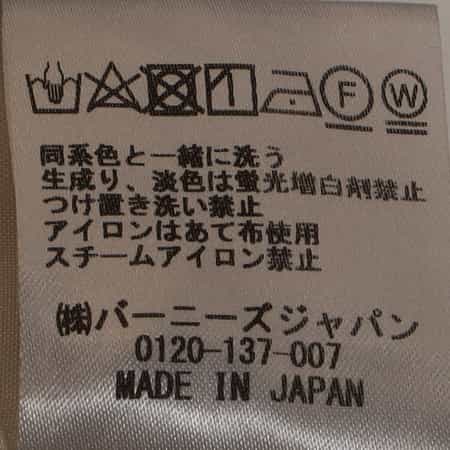 F W
同系色と一緒に洗う
生成り、淡色は蛍光増白剤禁止
つけ置き洗い禁止
アイロンはあて布使用
スチームアイロン禁止
㈱バーニーズジャパン
0120-137-007
MADE IN JAPAN